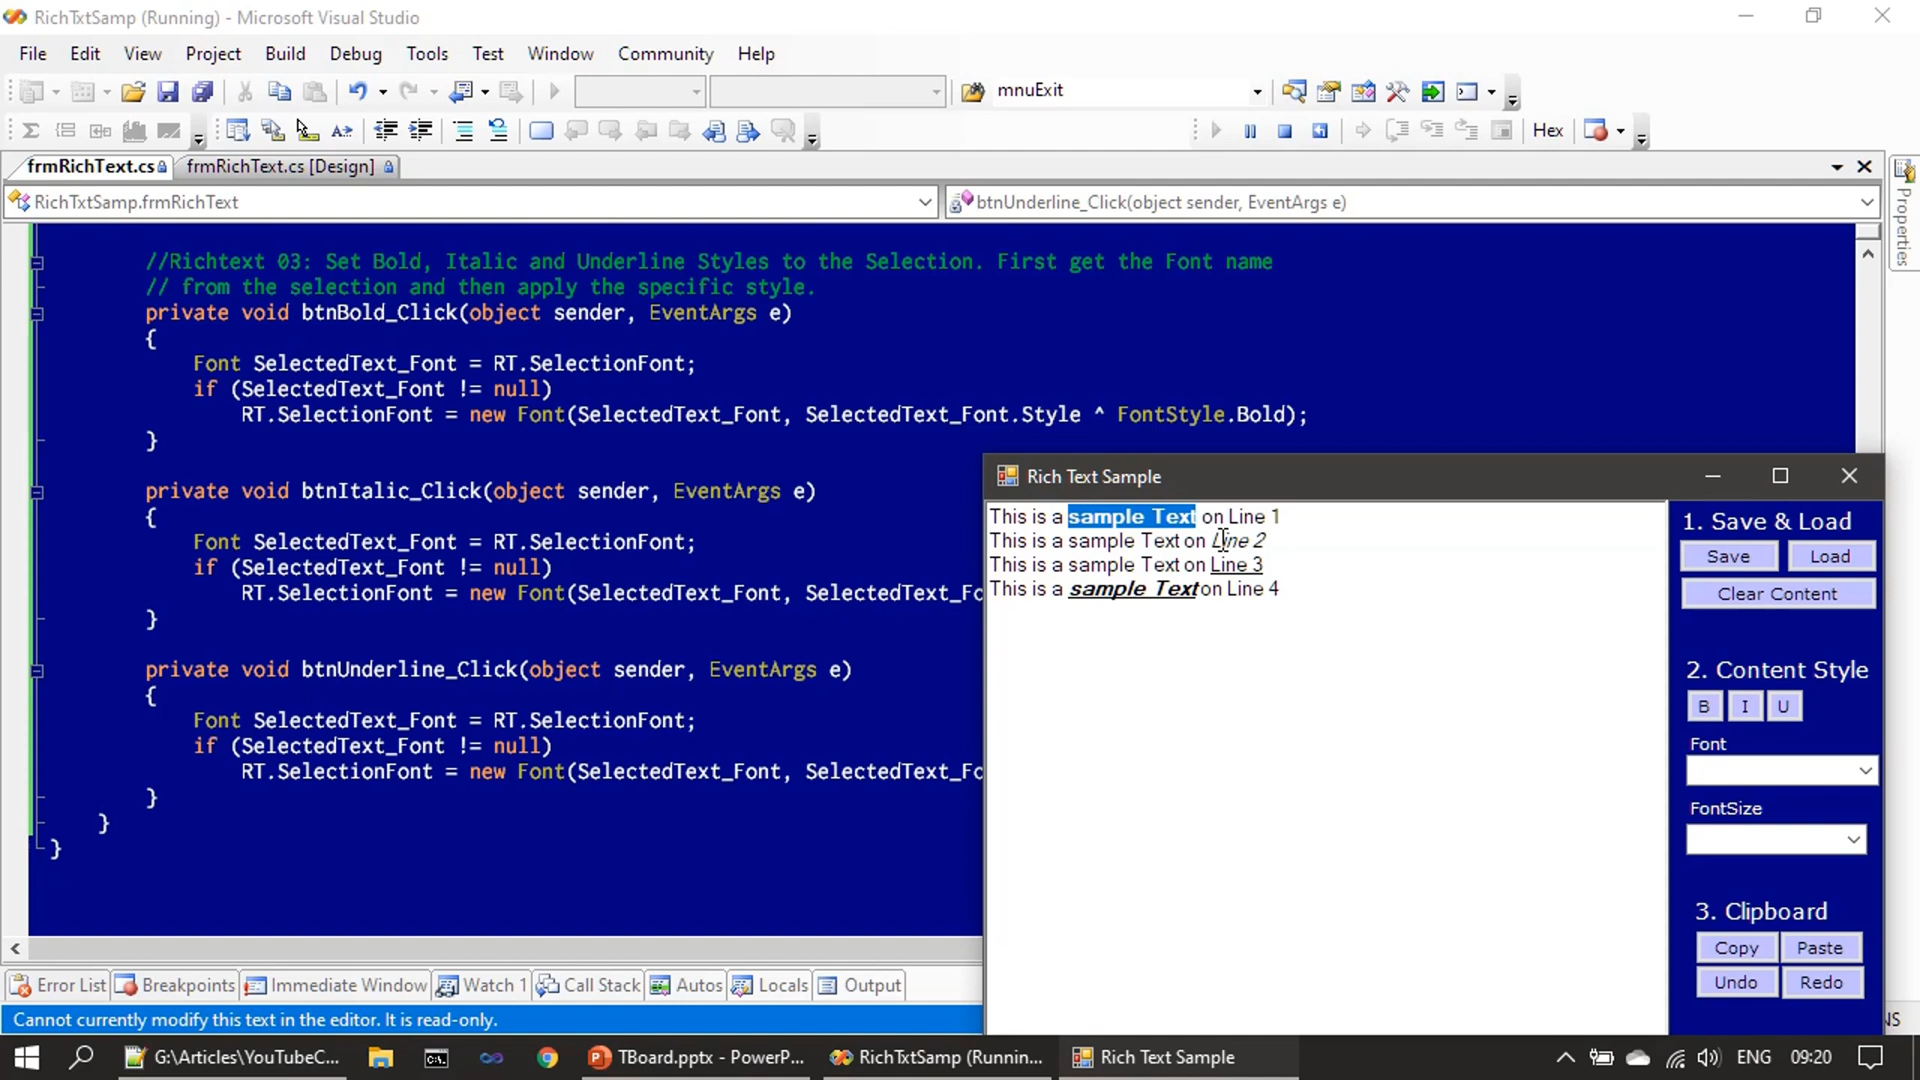 RichTxtSamp (Running) - Microsoft Visual Studio
File Edit View Project Build Debug Tools Test Window Community Help
mnuExit
Hex
frmRichText.cs frmRichText.cs [Design]
Properties
RichTxtSamp.frmRichText btnUnderline_Click(object sender, EventArgs e)
//Richtext 03: Set Bold, Italic and Underline Styles to the Selection. First get the Font name
// from the selection and then apply the specific style.
private void btnBold_Click(object sender, EventArgs e)
{
Font SelectedText_Font = RT.SelectionFont;
if (SelectedText_Font != null)
RT.SelectionFont = new Font(SelectedText_Font, SelectedText_Font.Style ^ FontStyle.Bold);
}
private void btnItalic_Click(object sender, EventArgs e)
{
Font SelectedText_Font = RT.SelectionFont;
if (SelectedText_Font != null)
RT.SelectionFont = new Font(SelectedText_Font, SelectedText_Fo
}
private void btnUnderline_Click(object sender, EventArgs e)
{
Font SelectedText_Font = RT.SelectionFont;
if (SelectedText_Font != null)
RT.SelectionFont = new Font(SelectedText_Font, SelectedText_Fo
}
}
}
Rich Text Sample
This is a sample Text on Line 1
This is a sample Text on Line 2
This is a sample Text on Line 3
This is a sample Text on Line 4
1. Save & Load
Save Load
Clear Content
2. Content Style
B I U
Font
FontSize
3. Clipboard
Copy Paste
Undo Redo
Error List Breakpoints Immediate Window Watch 1 Call Stack Autos Locals Output
Cannot currently modify this text in the editor. It is read-only.
NS
G:\Articles\YouTubeC... TBoard.pptx - PowerP... RichTxtSamp (Runnin... Rich Text Sample ENG 09:20